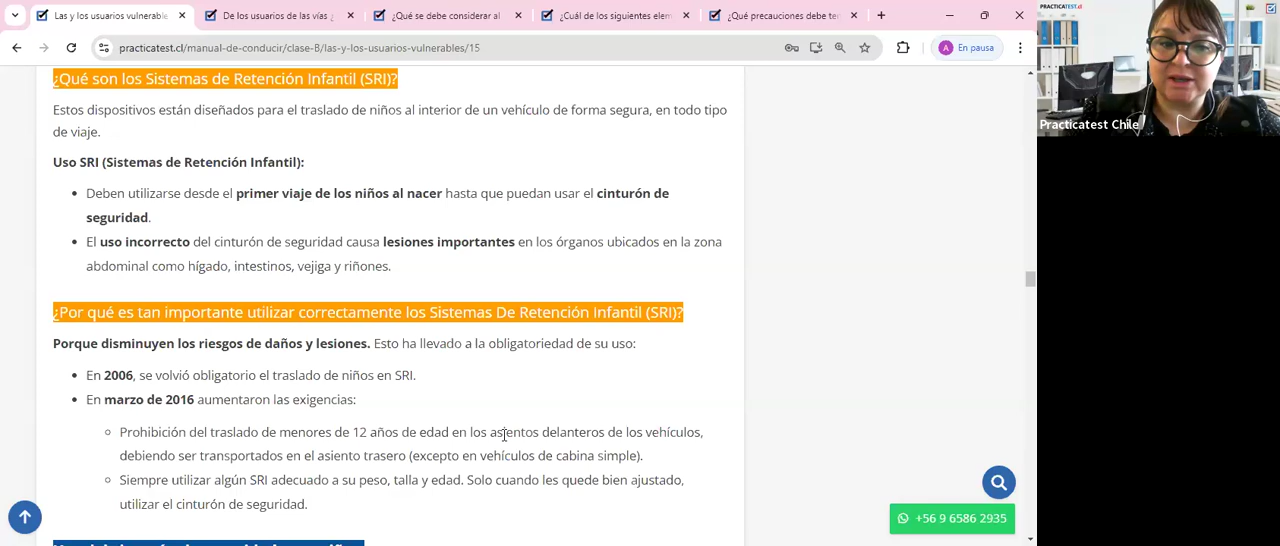 Las y los usuarios vulnerables
De los usuarios de las vías ¿
¿Qué se debe considerar al
¿Cuál de los siguientes elem
¿Qué precauciones debe te
practicatest.cl/manual-de-conducir/clase-B/las-y-los-usuarios-vulnerables/15
A En pausa
PRACTICATEST.cl
Practicatest Chile
¿Qué son los Sistemas de Retención Infantil (SRI)?
Estos dispositivos están diseñados para el traslado de niños al interior de un vehículo de forma segura, en todo tipo
de viaje.
Uso SRI (Sistemas de Retención Infantil):
Deben utilizarse desde el primer viaje de los niños al nacer hasta que puedan usar el cinturón de
seguridad.
El uso incorrecto del cinturón de seguridad causa lesiones importantes en los órganos ubicados en la zona
abdominal como hígado, intestinos, vejiga y riñones.
¿Por qué es tan importante utilizar correctamente los Sistemas De Retención Infantil (SRI)?
Porque disminuyen los riesgos de daños y lesiones. Esto ha llevado a la obligatoriedad de su uso:
En 2006, se volvió obligatorio el traslado de niños en SRI.
En marzo de 2016 aumentaron las exigencias:
Prohibición del traslado de menores de 12 años de edad en los asientos delanteros de los vehículos,
debiendo ser transportados en el asiento trasero (excepto en vehículos de cabina simple).
Siempre utilizar algún SRI adecuado a su peso, talla y edad. Solo cuando les quede bien ajustado,
utilizar el cinturón de seguridad.
+56 9 6586 2935